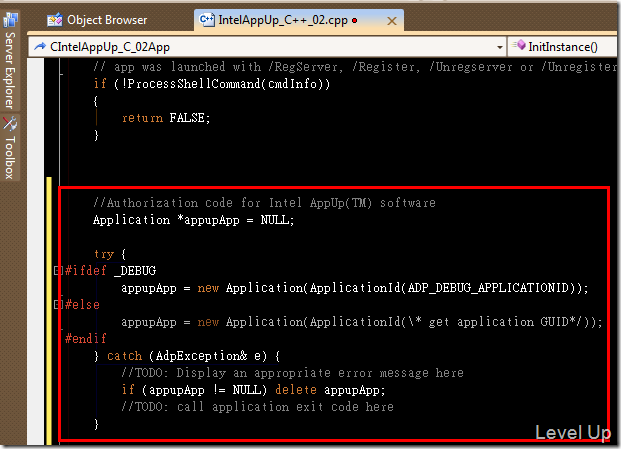 Object Browser
IntelAppUp_C++_02.cpp
Server Explorer
Toolbox
CIntelAppUp_C_02App
InitInstance()
// app was launched with /RegServer, /Register, /Unregserver or /Unregister
if (!ProcessShellCommand(cmdInfo))
{
return FALSE;
}
//Authorization code for Intel AppUp(TM) software
Application *appupApp = NULL;
try {
#ifdef _DEBUG
appupApp = new Application(ApplicationId(ADP_DEBUG_APPLICATIONID));
#else
appupApp = new Application(ApplicationId(\* get application GUID*/));
#endif
} catch (AdpException& e) {
//TODO: Display an appropriate error message here
if (appupApp != NULL) delete appupApp;
//TODO: call application exit code here
}
Level Up